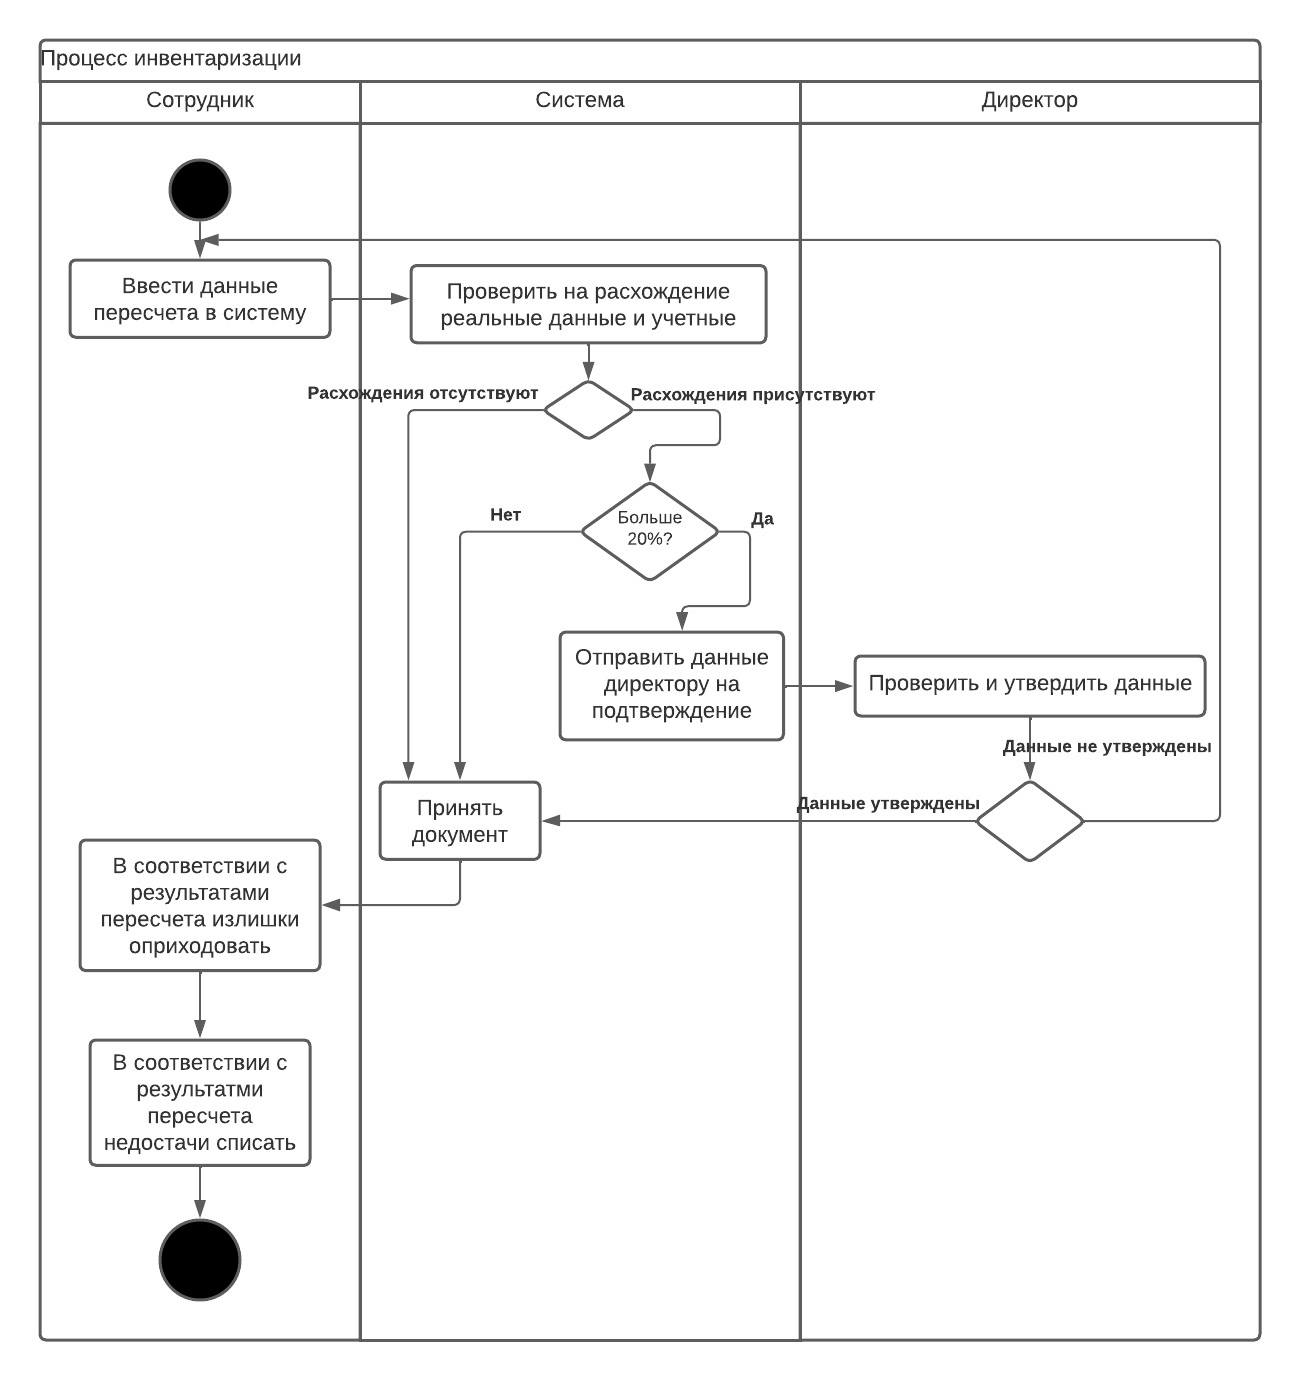 Процесс инвентаризации
Сотрудник
Система
Директор
Ввести данные
пересчета в систему
Проверить на расхождение
реальные данные и учетные
Расхождения отсутствуют
Расхождения присутствуют
Больше
20%?
Нет
Да
Отправить данные
директору на
подтверждение
Проверить и утвердить данные
Данные не утверждены
Данные утверждены
Принять
документ
В соответствии с
результатами
пересчета излишки
оприходовать
В соответствии с
результатми
пересчета
недостачи списать